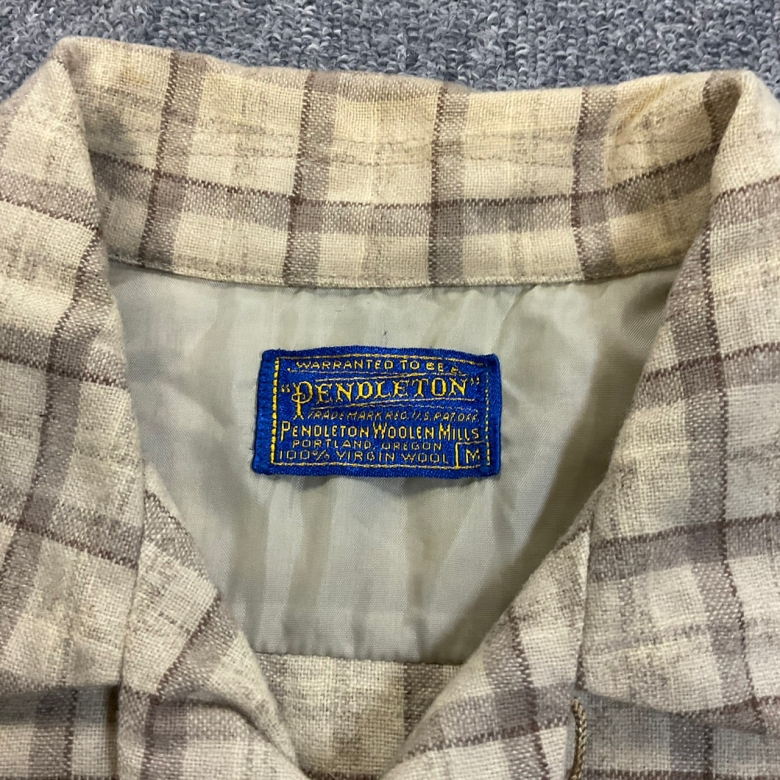 WARRANTED TO BE A
"PENDLETON"
TRADE MARK REG. U.S. PAT. OFF.
PENDLETON WOOLEN MILLS
PORTLAND, OREGON
100% VIRGIN WOOL M